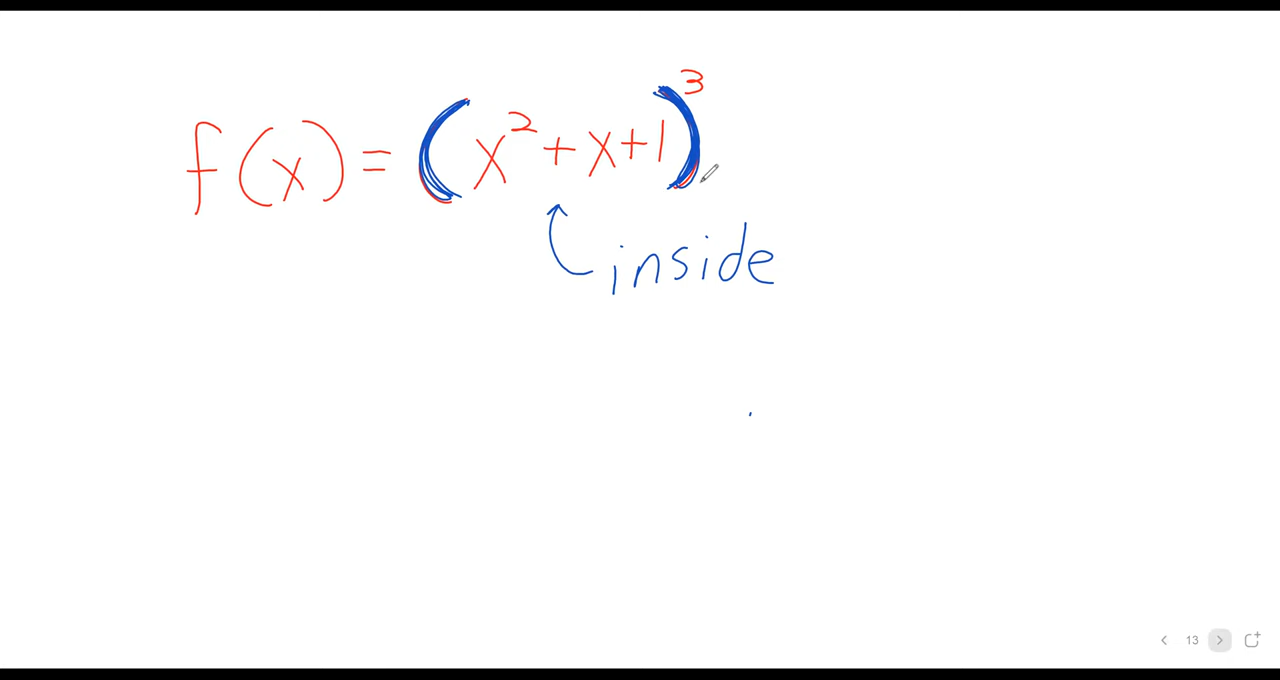 f(x) = (x² + x + 1)³
inside
13